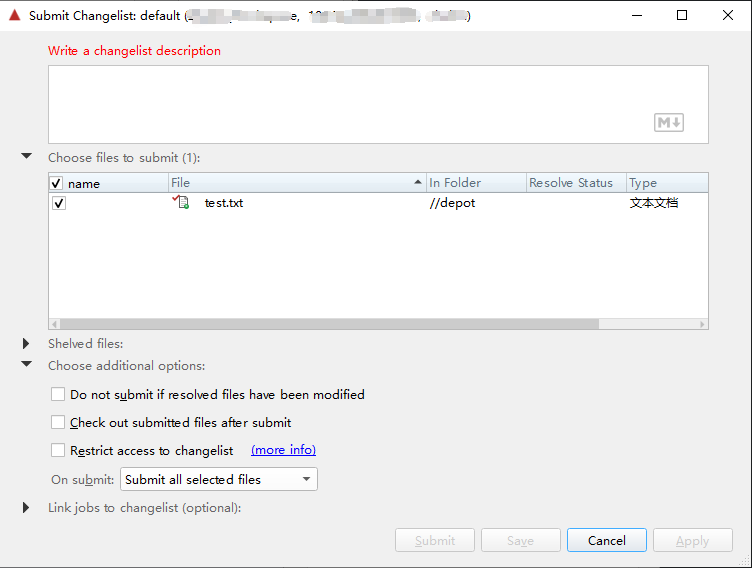 Submit Changelist: default (
Write a changelist description
M
Choose files to submit (1):
name File In Folder Resolve Status Type
test.txt //depot 文本文档
Shelved files:
Choose additional options:
Do not submit if resolved files have been modified
Check out submitted files after submit
Restrict access to changelist (more info)
On submit: Submit all selected files
Link jobs to changelist (optional):
Submit Save Cancel Apply